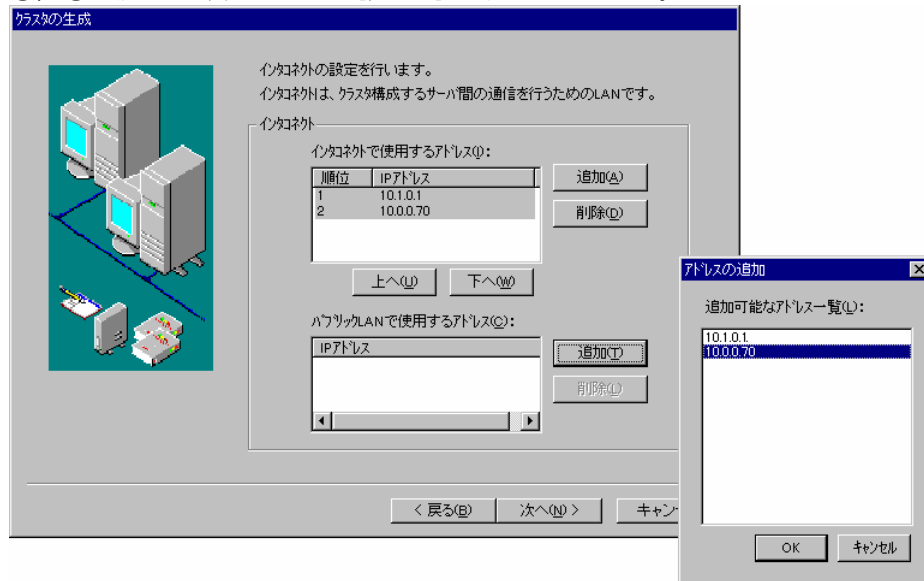 クラスタの生成
インタコネクトの設定を行います。
インタコネクトは、クラスタ構成するサーバ間の通信を行うためのLANです。
インタコネクト
インタコネクトで使用するアドレス(I):
順位 IPアドレス
1 10.1.0.1
2 10.0.0.70
追加(A)
削除(D)
上へ(U) 下へ(W)
パブリックLANで使用するアドレス(C):
IPアドレス
追加(T)
削除(L)
< 戻る(B) 次へ(N) > キャン
アドレスの追加
追加可能なアドレス一覧(L):
10.1.0.1
10.0.0.70
OK キャンセル